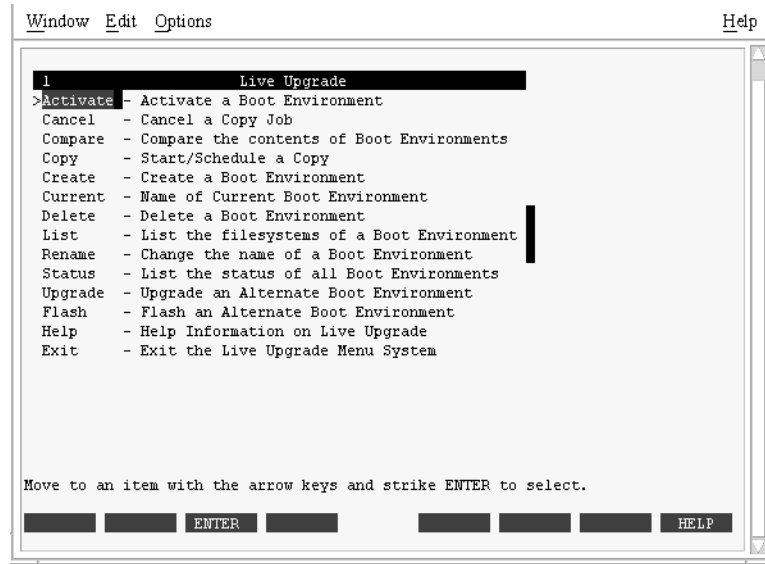 Window Edit Options Help
1 Live Upgrade
>Activate - Activate a Boot Environment
Cancel - Cancel a Copy Job
Compare - Compare the contents of Boot Environments
Copy - Start/Schedule a Copy
Create - Create a Boot Environment
Current - Name of Current Boot Environment
Delete - Delete a Boot Environment
List - List the filesystems of a Boot Environment
Rename - Change the name of a Boot Environment
Status - List the status of all Boot Environments
Upgrade - Upgrade an Alternate Boot Environment
Flash - Flash an Alternate Boot Environment
Help - Help Information on Live Upgrade
Exit - Exit the Live Upgrade Menu System
Move to an item with the arrow keys and strike ENTER to select.
ENTER HELP